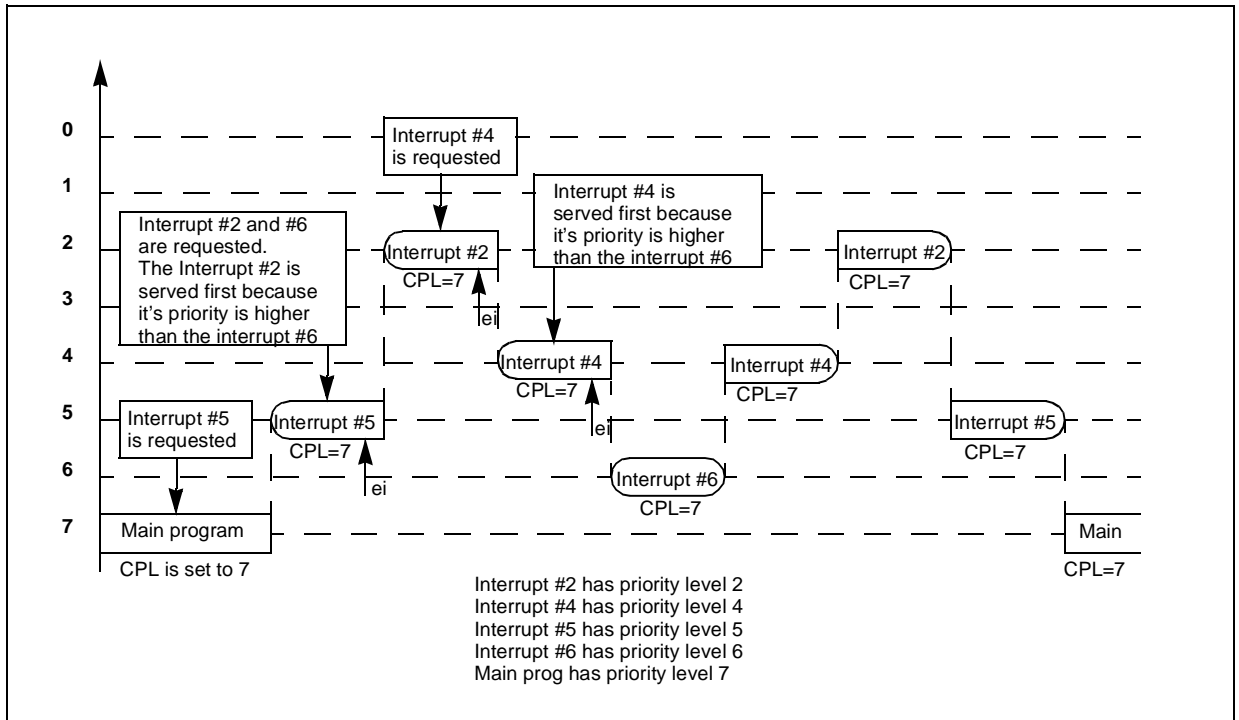 0
Interrupt #4
is requested
1
Interrupt #4 is
served first because
it's priority is higher
than the interrupt #6
Interrupt #2 and #6
are requested.
The Interrupt #2 is
served first because
it's priority is higher
than the interrupt #6
2
Interrupt #2
CPL=7
Interrupt #2
CPL=7
3
ei
4
Interrupt #4
CPL=7
Interrupt #4
CPL=7
5
Interrupt #5
is requested
Interrupt #5
CPL=7
ei
Interrupt #5
CPL=7
6
ei
Interrupt #6
CPL=7
7
Main program
CPL is set to 7
Main
CPL=7
Interrupt #2 has priority level 2
Interrupt #4 has priority level 4
Interrupt #5 has priority level 5
Interrupt #6 has priority level 6
Main prog has priority level 7